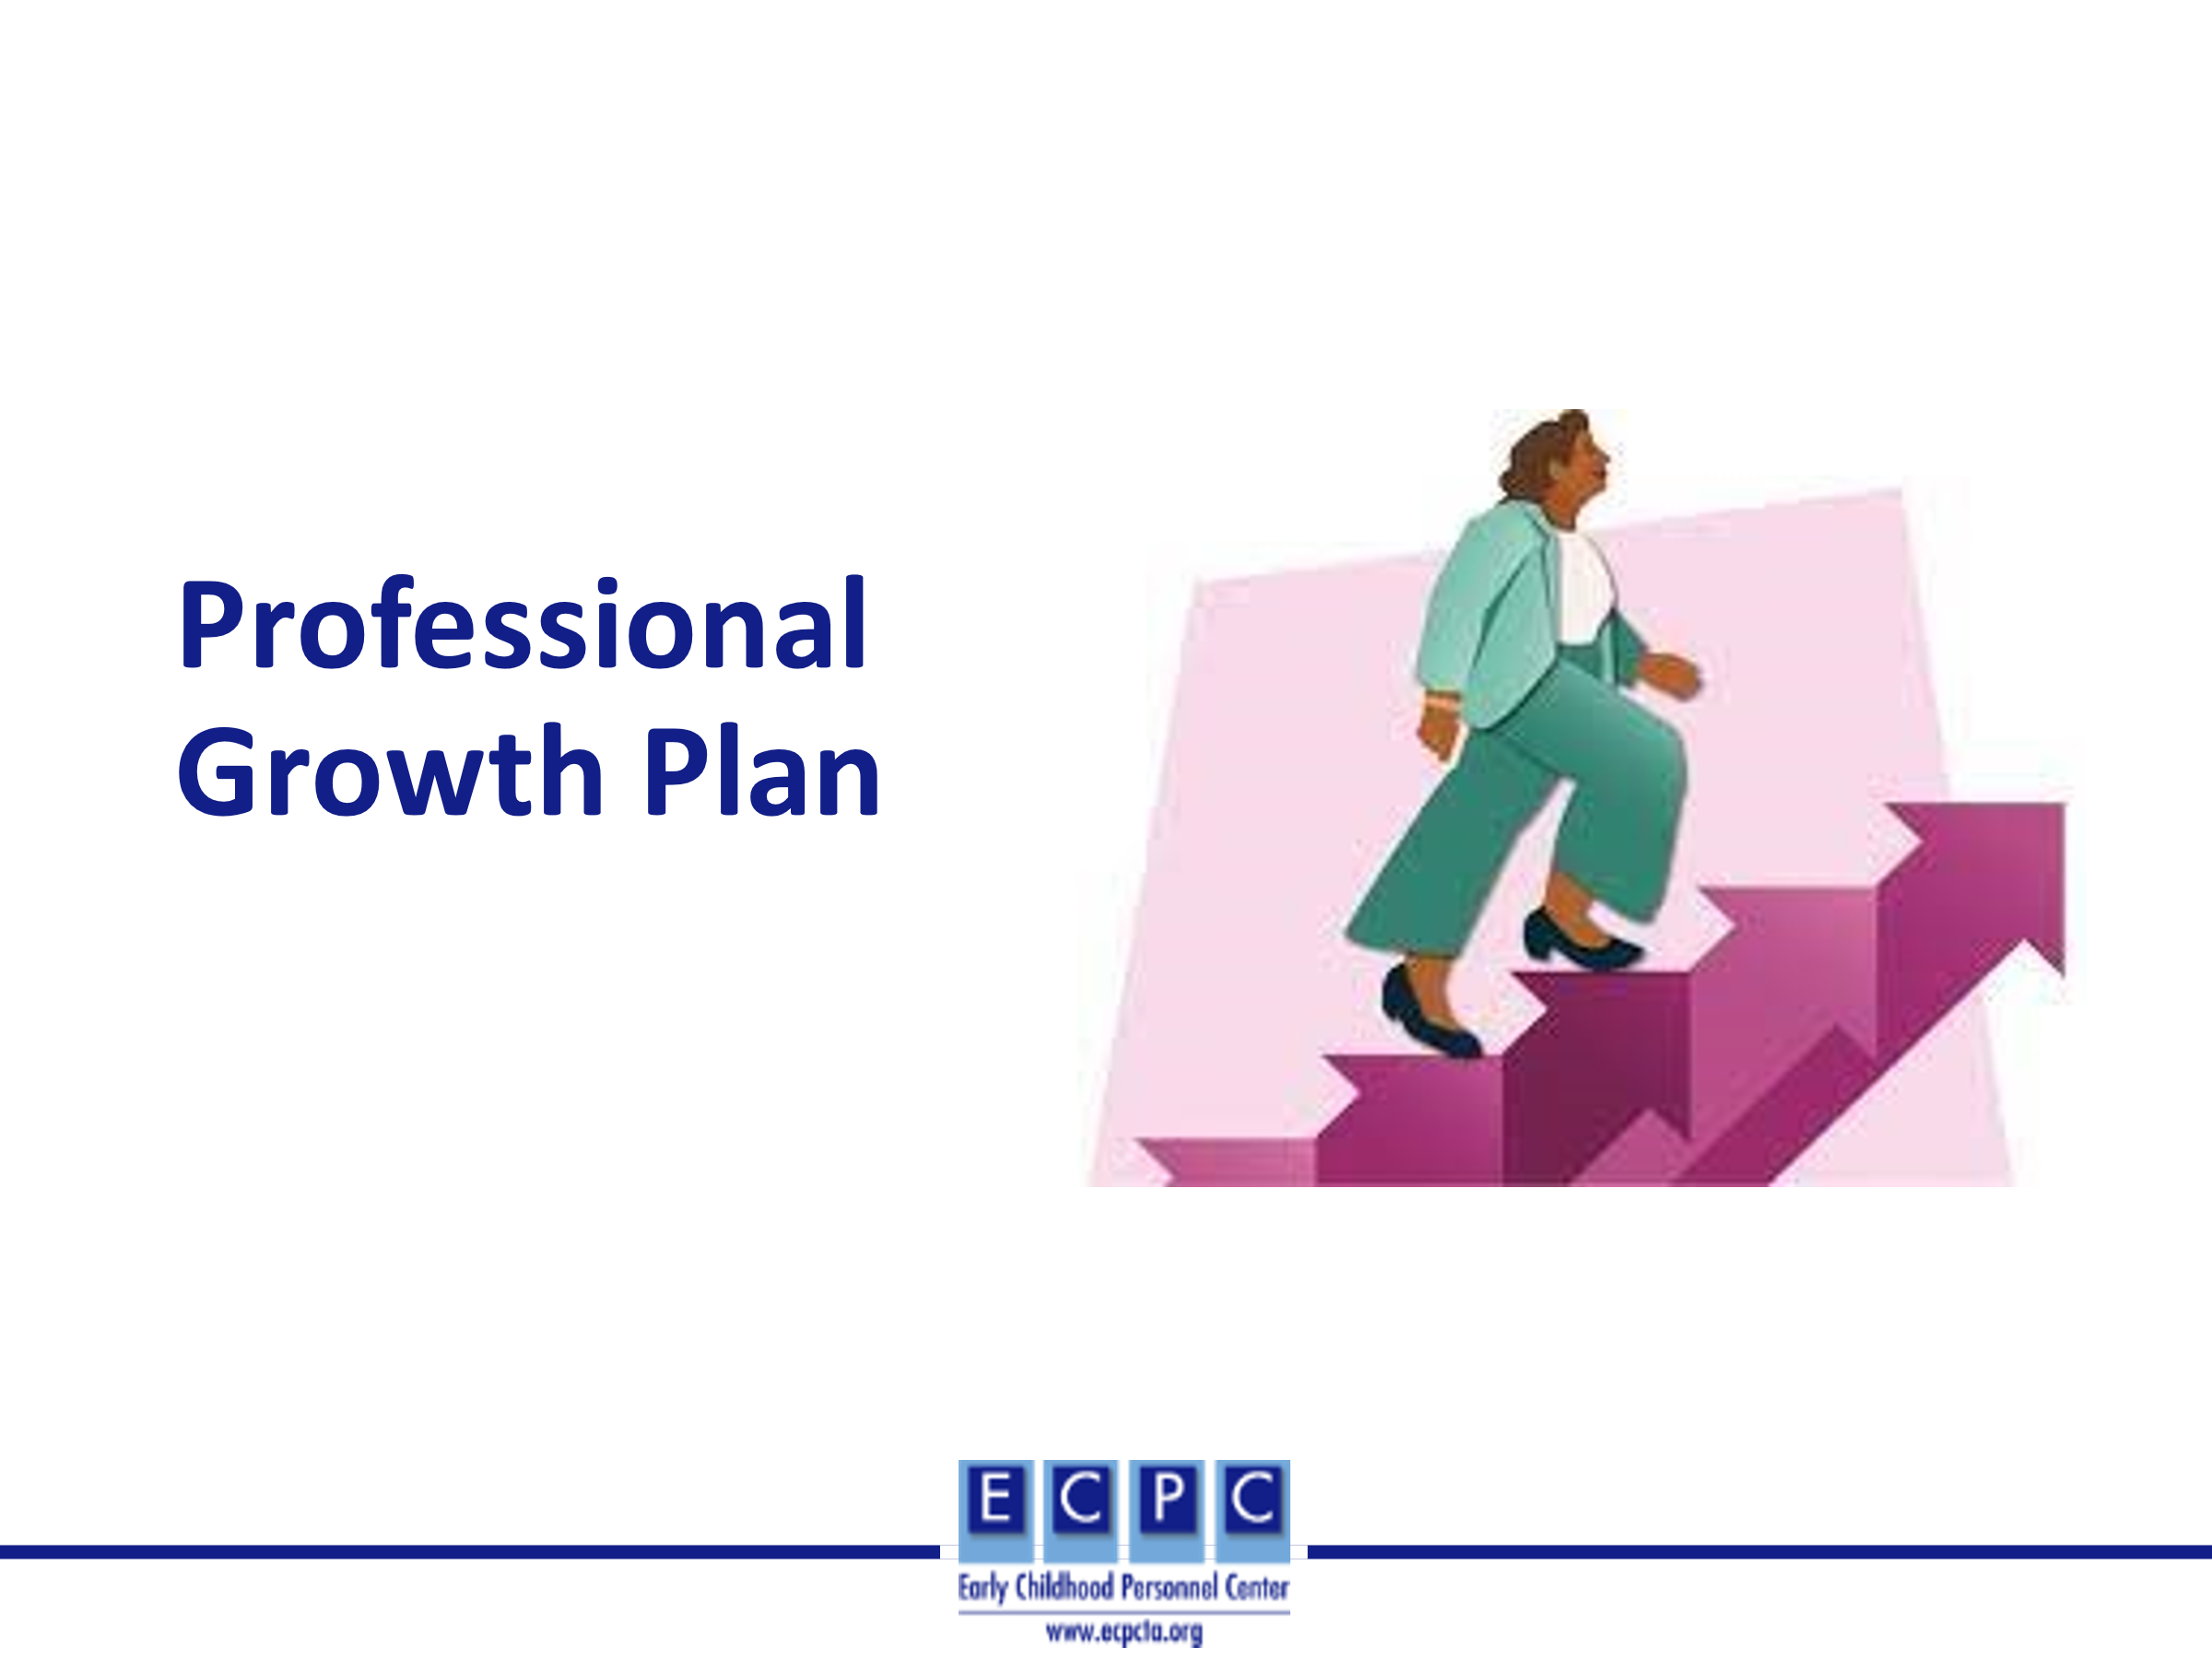 Professional
Growth Plan
E C P C
Early Childhood Personnel Center
www.ecpcta.org